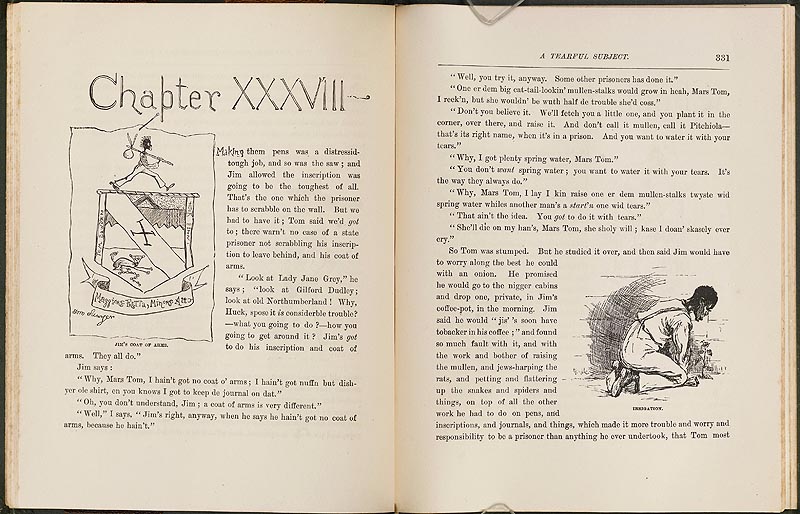 Chapter XXXVIII
Making them pens was a distressid-
tough job, and so was the saw; and
Jim allowed the inscription was
going to be the toughest of all.
That's the one which the prisoner
has to scrabble on the wall. But we
had to have it; Tom said we'd got
to; there warn't no case of a state
prisoner not scrabbling his inscrip-
tion to leave behind, and his coat of
arms.
"Look at Lady Jane Grey," he
says; "look at Gilford Dudley;
look at old Northumberland! Why,
Huck, spose it is considerble trouble?
—what you going to do?—how you
going to get around it? Jim's got
to do his inscription and coat of
Maggiore Fretta, Minore Atto
JIM'S COAT OF ARMS.
arms. They all do."
Jim says:
"Why, Mars Tom, I hain't got no coat o' arms; I hain't got nuffn but dish-
yer ole shirt, en you knows I got to keep de journal on dat."
"Oh, you don't understand, Jim; a coat of arms is very different."
"Well," I says, "Jim's right, anyway, when he says he hain't got no coat of
arms, because he hain't."
A TEARFUL SUBJECT. 331
"Well, you try it, anyway. Some other prisoners has done it."
"One er dem big cat-tail-lookin' mullen-stalks would grow in heah, Mars Tom,
I reck'n, but she wouldn' be wuth half de trouble she'd coss."
"Don't you believe it. We'll fetch you a little one, and you plant it in the
corner, over there, and raise it. And don't call it mullen, call it Pitchiola—
that's its right name, when it's in a prison. And you want to water it with your
tears."
"Why, I got plenty spring water, Mars Tom."
"You don't want spring water; you want to water it with your tears. It's
the way they always do."
"Why, Mars Tom, I lay I kin raise one er dem mullen-stalks twyste wid
spring water whiles another man's a start'n one wid tears."
"That ain't the idea. You got to do it with tears."
"She'll die on my han's, Mars Tom, she sholy will; kase I doan' skasely ever
cry."
So Tom was stumped. But he studied it over, and then said Jim would have
to worry along the best he could
with an onion. He promised
he would go to the nigger cabins
and drop one, private, in Jim's
coffee-pot, in the morning. Jim
said he would "jis' 's soon have
tobacker in his coffee;" and found
so much fault with it, and with
the work and bother of raising
the mullen, and jews-harping the
rats, and petting and flattering
up the snakes and spiders and
things, on top of all the other
work he had to do on pens, and
IRRIGATION.
inscriptions, and journals, and things, which made it more trouble and worry and
responsibility to be a prisoner than anything he ever undertook, that Tom most